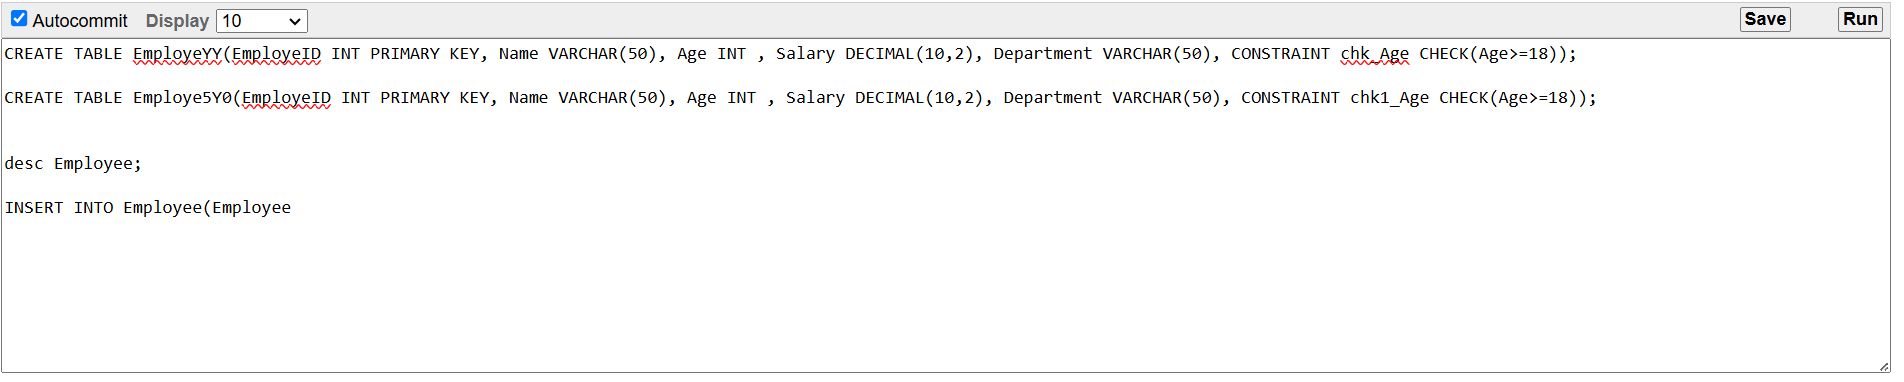 Autocommit Display 10 Save Run
CREATE TABLE EmployeYY(EmployeID INT PRIMARY KEY, Name VARCHAR(50), Age INT , Salary DECIMAL(10,2), Department VARCHAR(50), CONSTRAINT chk_Age CHECK(Age>=18));
CREATE TABLE Employe5Y0(EmployeID INT PRIMARY KEY, Name VARCHAR(50), Age INT , Salary DECIMAL(10,2), Department VARCHAR(50), CONSTRAINT chk1_Age CHECK(Age>=18));
desc Employee;
INSERT INTO Employee(Employee